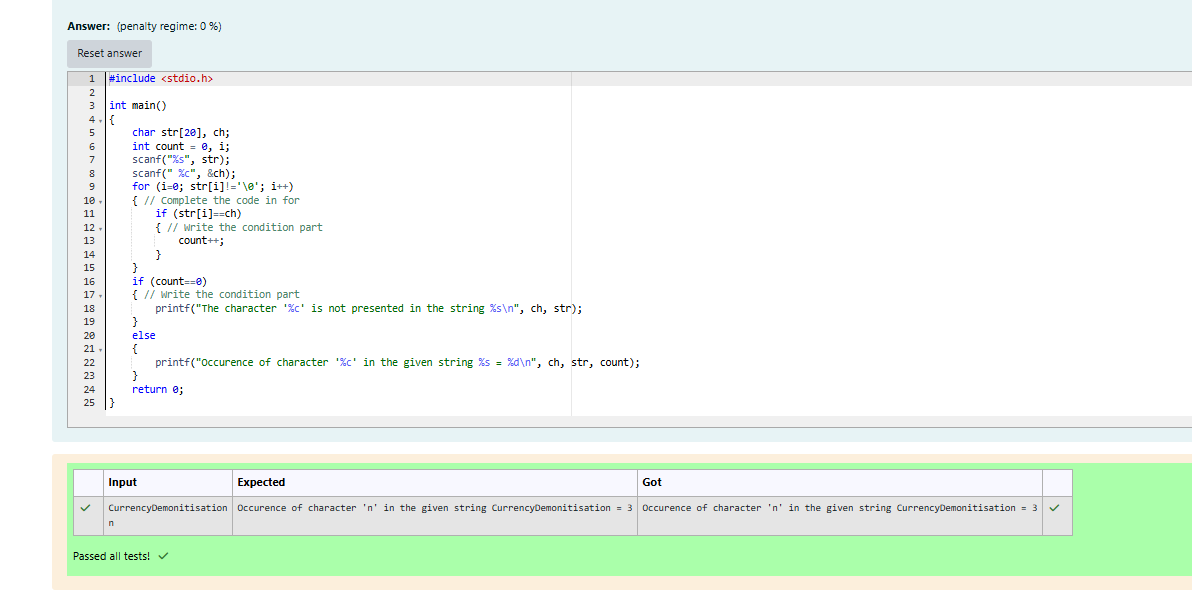 Answer: (penalty regime: 0 %)
Reset answer
1 #include <stdio.h>
2
3 int main()
4 {
5 char str[20], ch;
6 int count = 0, i;
7 scanf("%s", str);
8 scanf(" %c", &ch);
9 for (i=0; str[i]!='\0'; i++)
10 { // Complete the code in for
11 if (str[i]==ch)
12 { // Write the condition part
13 count++;
14 }
15 }
16 if (count==0)
17 { // Write the condition part
18 printf("The character '%c' is not presented in the string %s\n", ch, str);
19 }
20 else
21 {
22 printf("Occurence of character '%c' in the given string %s = %d\n", ch, str, count);
23 }
24 return 0;
25 }
Input Expected Got
CurrencyDemonitisation Occurence of character 'n' in the given string CurrencyDemonitisation = 3 Occurence of character 'n' in the given string CurrencyDemonitisation = 3
n
Passed all tests!